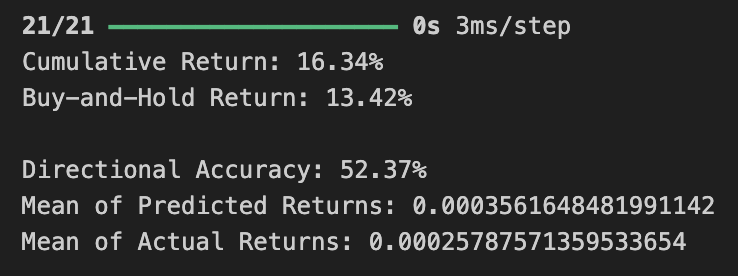 21/21 ━━━━━━━━━━━━━━━━━━━━ 0s 3ms/step
Cumulative Return: 16.34%
Buy-and-Hold Return: 13.42%
Directional Accuracy: 52.37%
Mean of Predicted Returns: 0.0003561648481991142
Mean of Actual Returns: 0.00025787571359533654